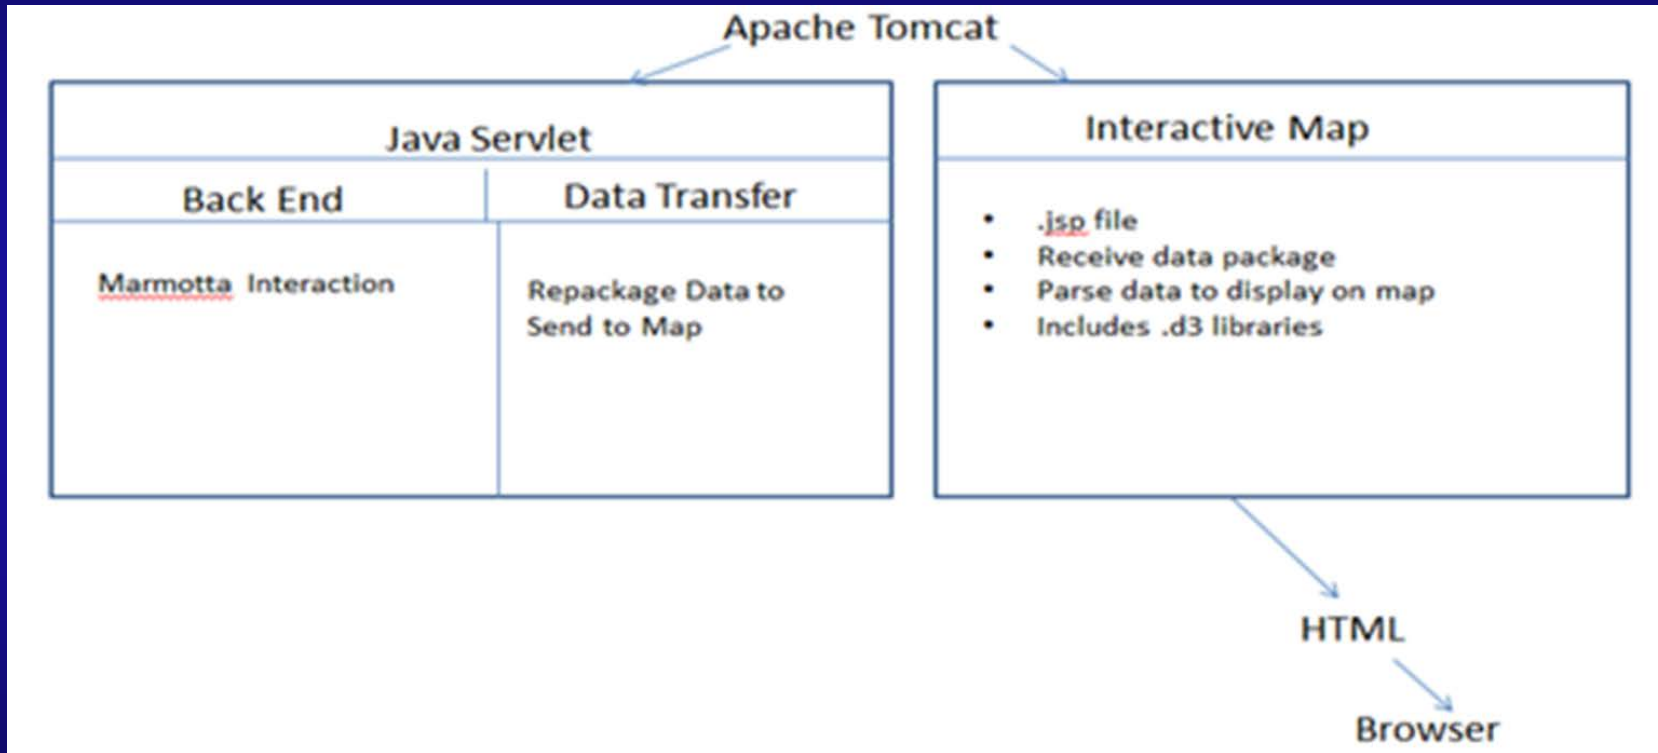 Apache Tomcat
Java Servlet
Back End
Data Transfer
Marmotta Interaction
Repackage Data to
Send to Map
Interactive Map
• .jsp file
• Receive data package
• Parse data to display on map
• Includes .d3 libraries
HTML
Browser